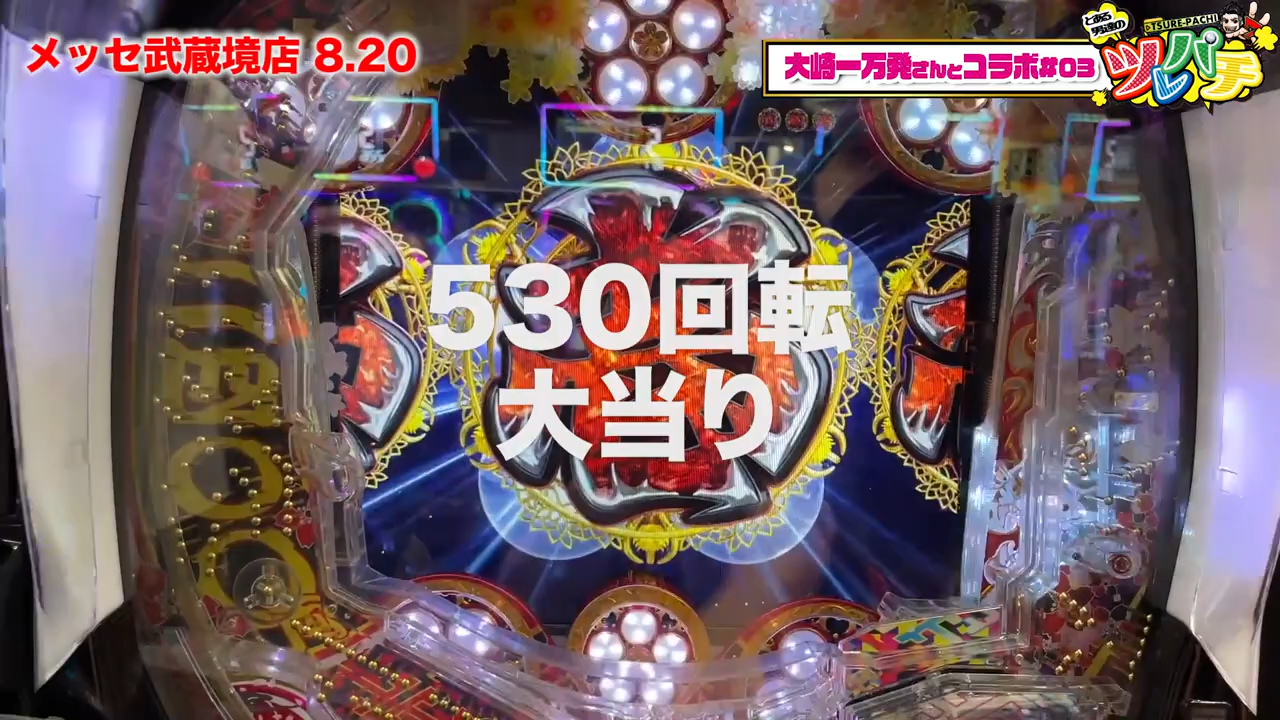 メッセ武蔵境店 8.20
大崎一万発さんとコラボ#03
とある
男達の
TSURE-PACHI
ツレパチ
530回転
大当り